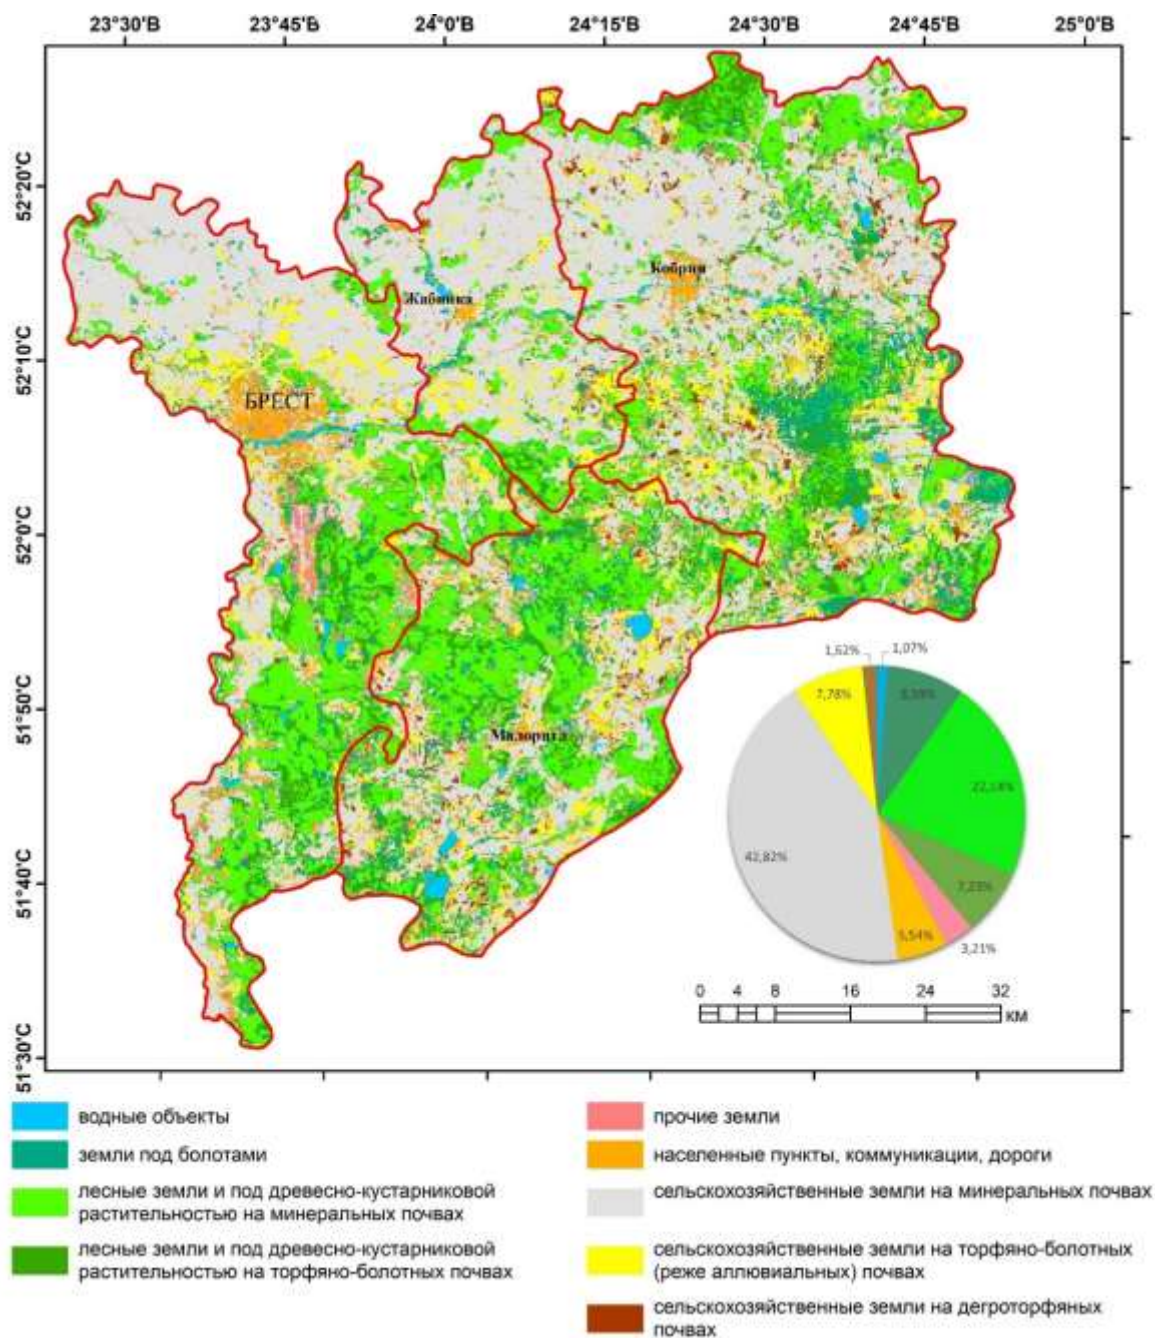 23°30'В 23°45'В 24°0'В 24°15'В 24°30'В 24°45'В 25°0'В
52°20'С
52°10'С
52°0'С
51°50'С
51°40'С
51°30'С
Кобрин
Жабинка
БРЕСТ
Малорита
1,62%
1,07%
7,78%
8,59%
22,14%
42,82%
7,23%
5,54%
3,21%
0 4 8 16 24 32
КМ
водные объекты
земли под болотами
лесные земли и под древесно-кустарниковой
растительностью на минеральных почвах
лесные земли и под древесно-кустарниковой
растительностью на торфяно-болотных почвах
прочие земли
населенные пункты, коммуникации, дороги
сельскохозяйственные земли на минеральных почвах
сельскохозяйственные земли на торфяно-болотных
(реже аллювиальных) почвах
сельскохозяйственные земли на дегроторфяных
почвах